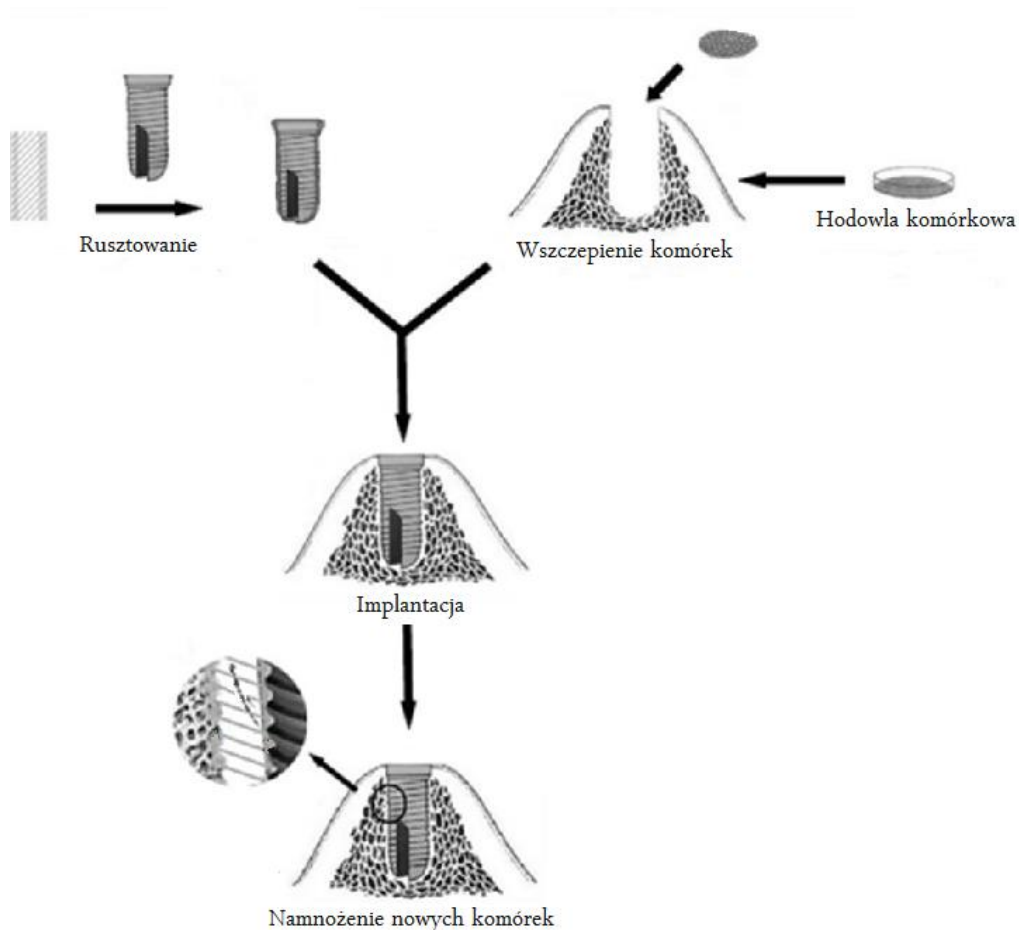 Rusztowanie
Hodowla komórkowa
Wszczepienie komórek
Implantacja
Namnożenie nowych komórek